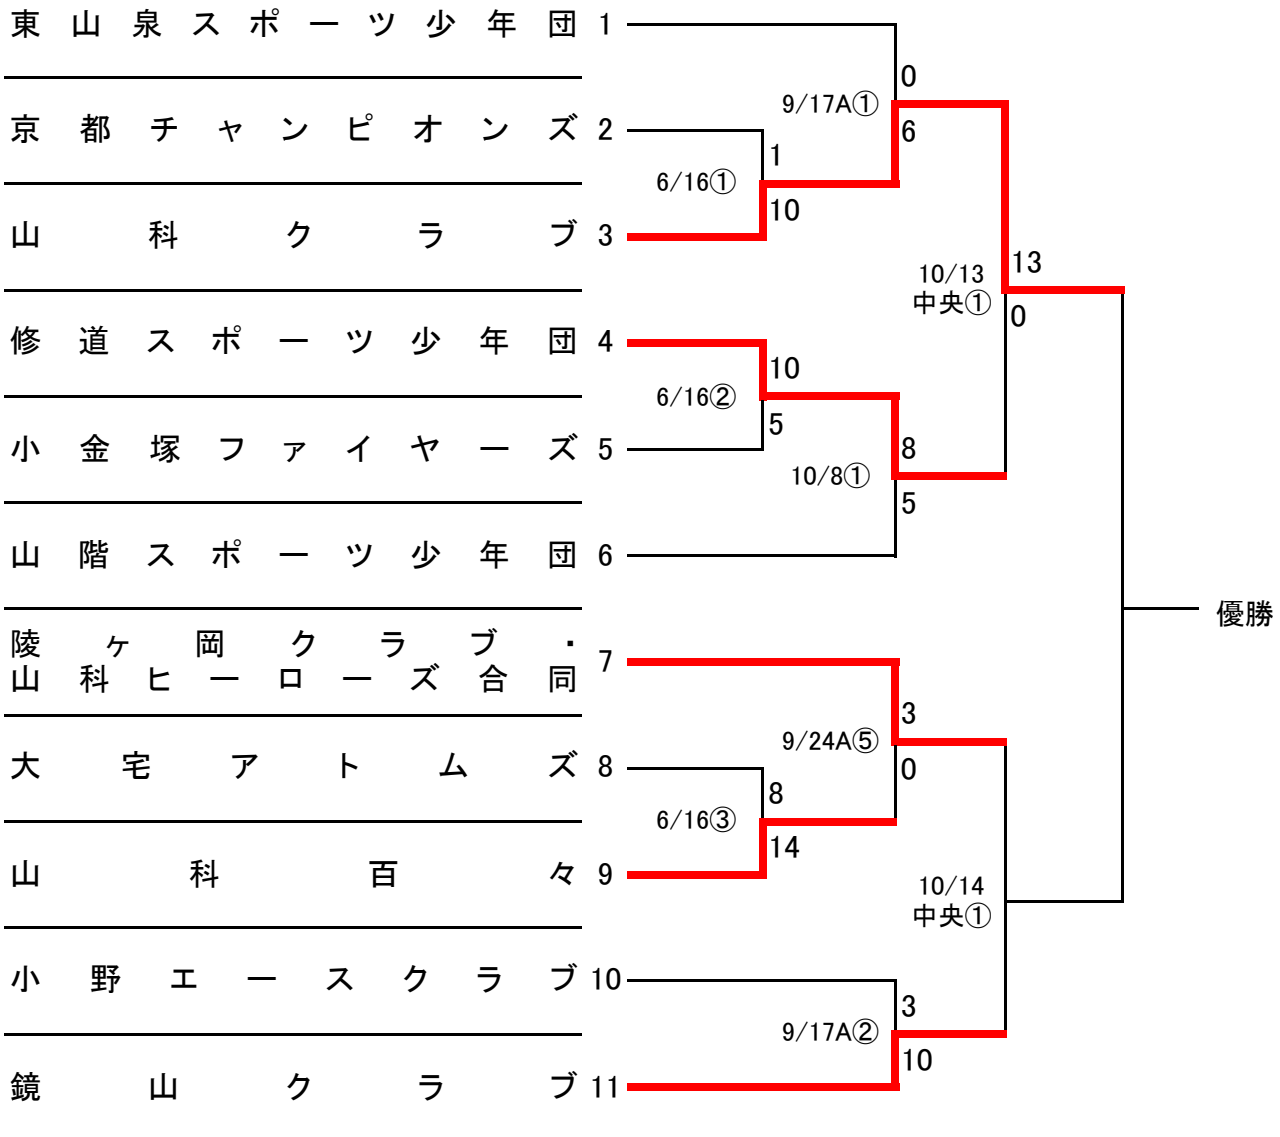 東山泉スポーツ少年団 1
0
9/17A①
6
京都チャンピオンズ 2
1
6/16①
10
山科クラブ 3
13
10/13
中央①
0
修道スポーツ少年団 4
10
6/16②
5
小金塚ファイヤーズ 5
8
10/8①
5
山階スポーツ少年団 6
優勝
陵ヶ岡クラブ・
山科ヒーローズ合同
7
3
9/24A⑤
0
大宅アトムズ 8
8
6/16③
14
山科百々 9
10/14
中央①
小野エースクラブ 10
3
9/17A②
10
鏡山クラブ 11